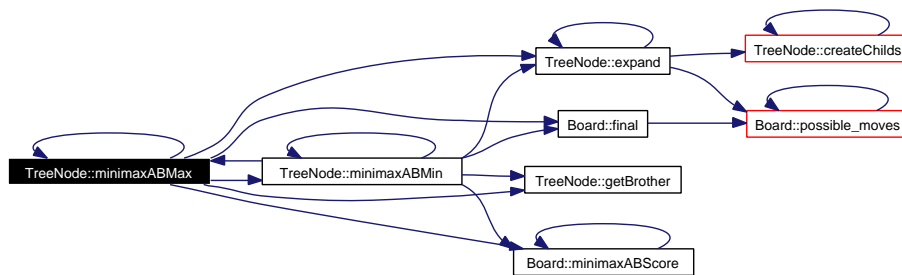 TreeNode::minimaxABMax
TreeNode::minimaxABMin
TreeNode::expand
Board::final
TreeNode::getBrother
Board::minimaxABScore
TreeNode::createChilds
Board::possible_moves